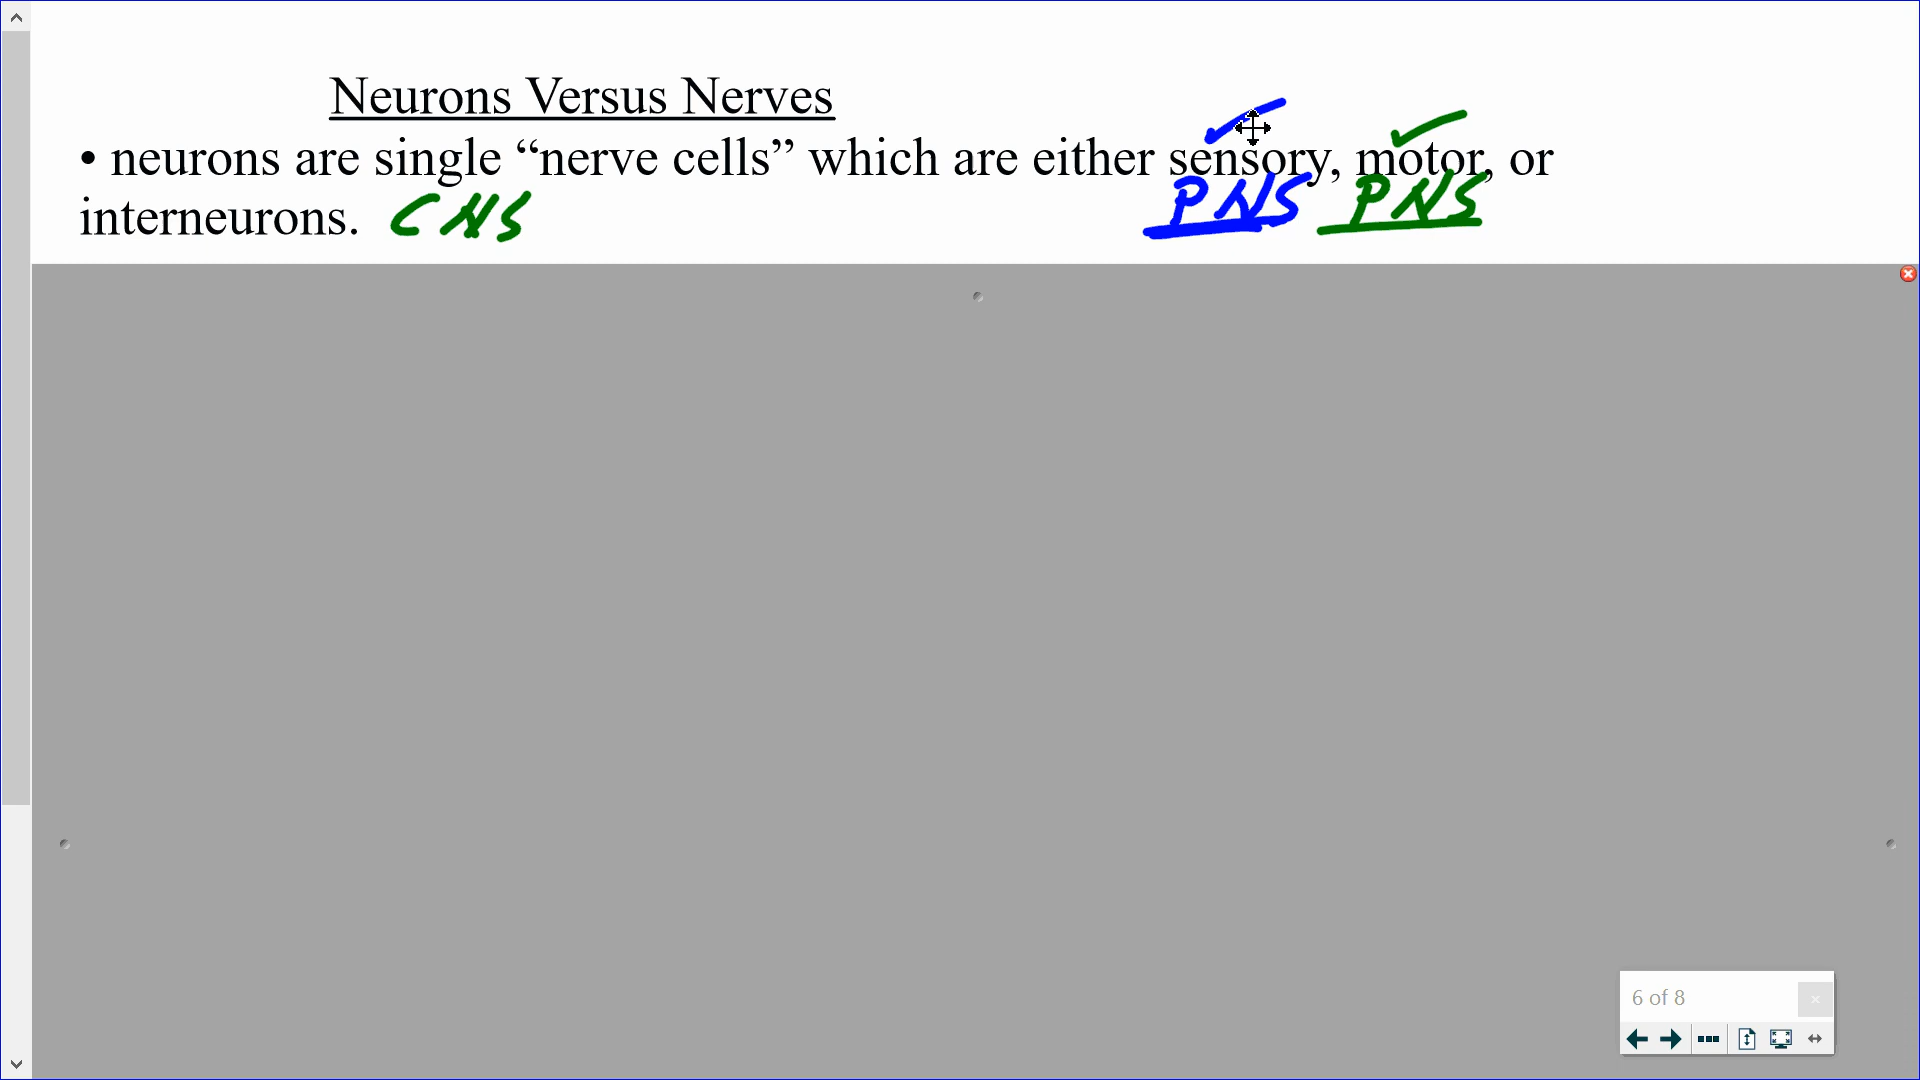 Neurons Versus Nerves
• neurons are single “nerve cells” which are either sensory, motor, or
interneurons. CNS PNS PNS
6 of 8